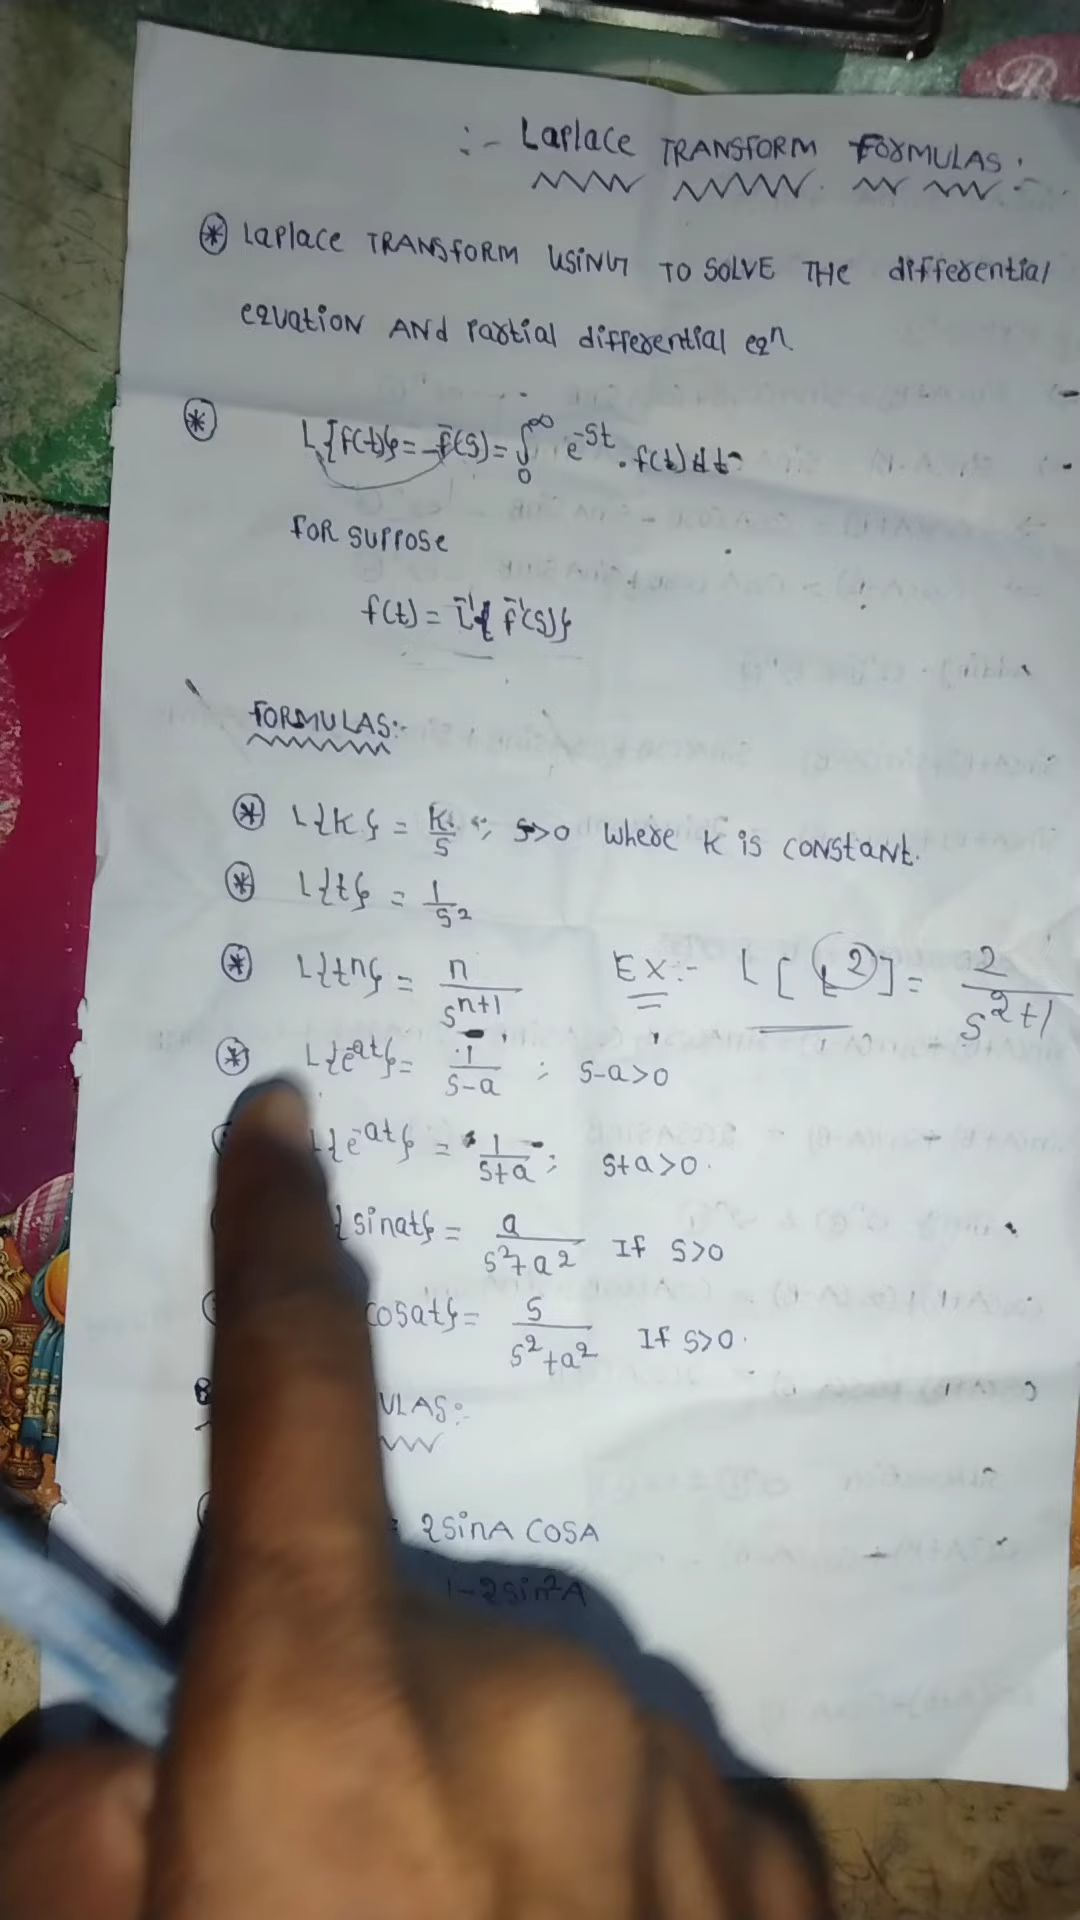 :- Laplace TRANSFORM FORMULAS.
* Laplace TRANSFORM USING TO SOLVE THE differential
equation AND Partial differential eqn.
* L{f(t)} = f̄(s) = ∫₀^∞ e^-st . f(t) dt
FOR SUPPOSE
f(t) = L⁻¹{ f̄(s)}
FORMULAS:-
* L{K} = K/S ; S>0 where K is CONSTANT.
* L{t} = 1/S²
* L{tn} = n/S^n+1 EX:- L[t²] = 2/S^2+1
* L{e^at} = 1/S-a ; S-a>0
L{e^-at} = 1/S+a ; S+a>0.
{sinat} = a/S²+a² If S>0
cosat} = S/S²+a² If S>0.
ULAS:-
= 2SinA COSA
1-2Sin²A